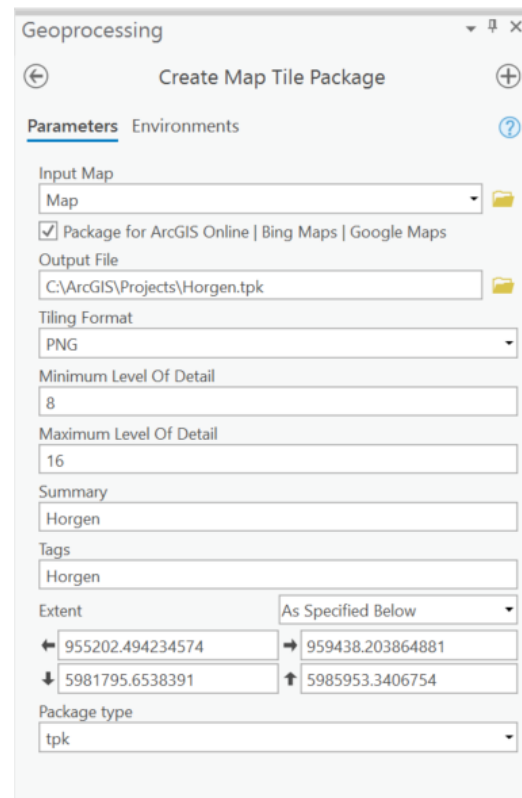 Geoprocessing
Create Map Tile Package
Parameters Environments
Input Map
Map
Package for ArcGIS Online | Bing Maps | Google Maps
Output File
C:\ArcGIS\Projects\Horgen.tpk
Tiling Format
PNG
Minimum Level Of Detail
8
Maximum Level Of Detail
16
Summary
Horgen
Tags
Horgen
Extent As Specified Below
955202.494234574 959438.203864881
5981795.6538391 5985953.3406754
Package type
tpk